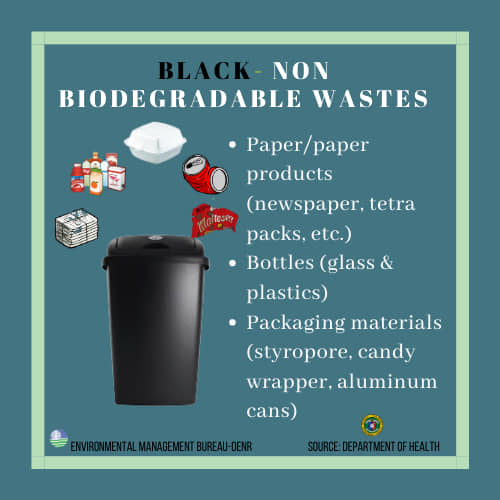 BLACK- NON
BIODEGRADABLE WASTES
• Paper/paper
products
(newspaper, tetra
packs, etc.)
• Bottles (glass &
plastics)
• Packaging materials
(styropore, candy
wrapper, aluminum
cans)
Maltesers
ENVIRONMENTAL MANAGEMENT BUREAU-DENR
SOURCE: DEPARTMENT OF HEALTH